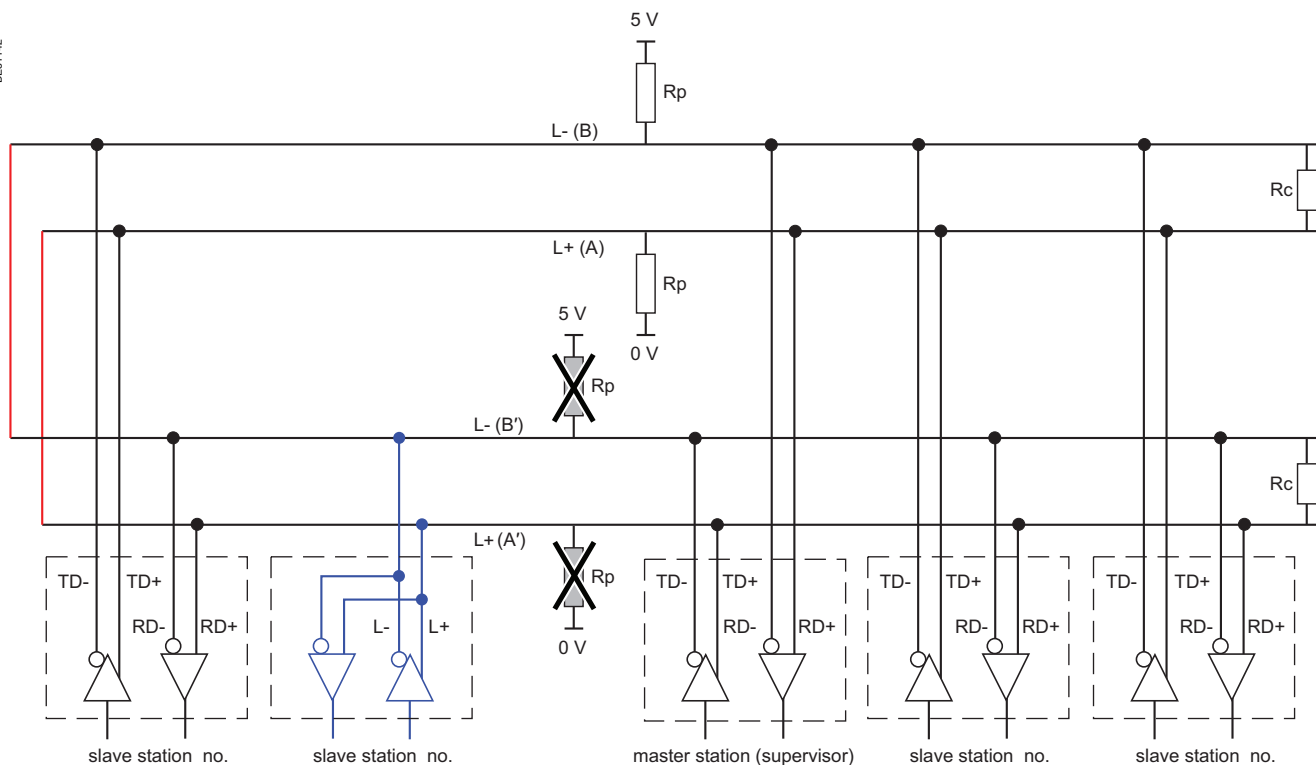 5 V
Rp
L- (B)
Rc
L+ (A)
Rp
5 V
0 V
Rp
L- (B')
Rc
L+ (A')
Rp
0 V
TD- TD+
RD- RD+
L- L+
TD- TD+
RD- RD+
TD- TD+
RD- RD+
TD- TD+
RD- RD+
slave station no.
slave station no.
master station (supervisor)
slave station no.
slave station no.